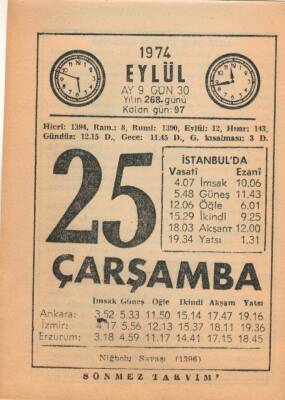 1974
EYLÜL
AY 9 GÜN 30
Yılın 268. günü
Kalan gün: 97
Hicri: 1394, Ram.: 8, Rumi: 1390, Eylül: 12, Hızır: 143,
Gündüz: 12.15 D., Gece: 11.45 D., G. kısalması: 3 D.
25
İSTANBUL'DA
Vasatî Ezanî
4.07 İmsak 10.06
5.48 Güneş 11.43
12.06 Öğle 6.01
15.29 İkindi 9.25
18.03 Akşam 12.00
19.34 Yatsı 1.31
ÇARŞAMBA
İmsak Güneş Öğle İkindi Akşam Yatsı
Ankara: 3.52 5.33 11.50 15.14 17.47 19.16
İzmir: 4.17 5.56 12.13 15.37 18.11 19.36
Erzurum: 3.18 4.59 11.17 14.41 17.15 18.45
Niğbolu Savaşı (1396)
SÖNMEZ TAKVİM